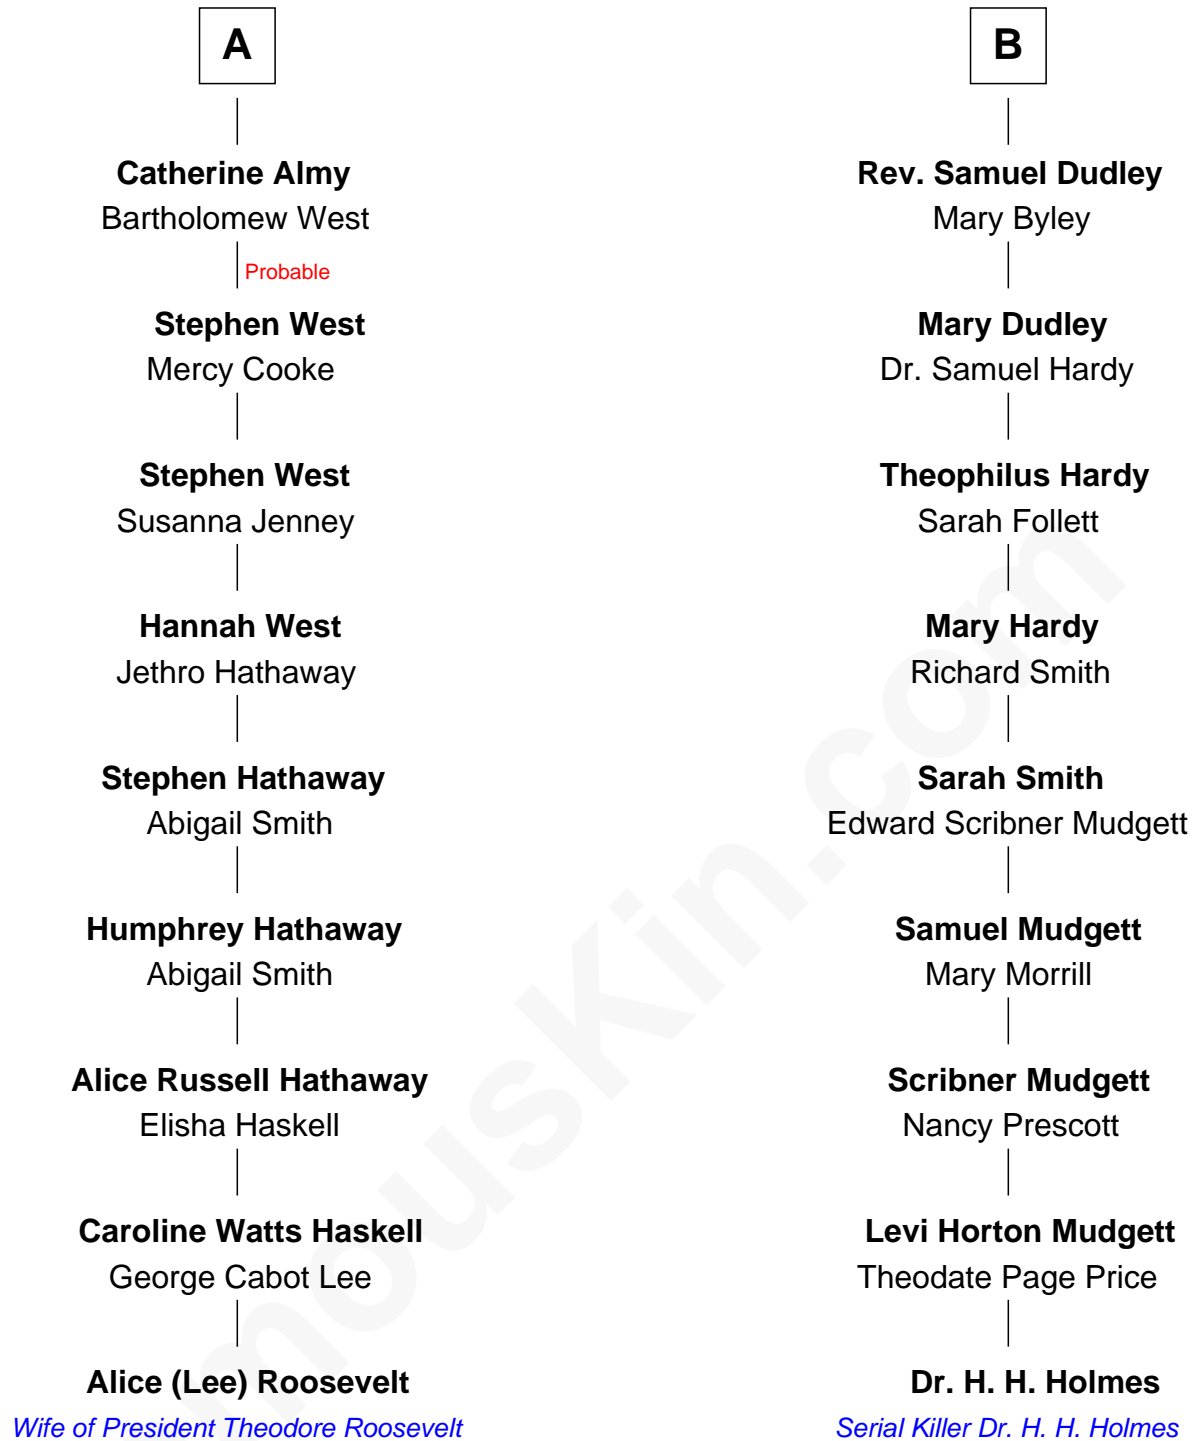 A
Catherine Almy
Bartholomew West
Probable
Stephen West
Mercy Cooke
Stephen West
Susanna Jenney
Hannah West
Jethro Hathaway
Stephen Hathaway
Abigail Smith
Humphrey Hathaway
Abigail Smith
Alice Russell Hathaway
Elisha Haskell
Caroline Watts Haskell
George Cabot Lee
Alice (Lee) Roosevelt
Wife of President Theodore Roosevelt
B
Rev. Samuel Dudley
Mary Byley
Mary Dudley
Dr. Samuel Hardy
Theophilus Hardy
Sarah Follett
Mary Hardy
Richard Smith
Sarah Smith
Edward Scribner Mudgett
Samuel Mudgett
Mary Morrill
Scribner Mudgett
Nancy Prescott
Levi Horton Mudgett
Theodate Page Price
Dr. H. H. Holmes
Serial Killer Dr. H. H. Holmes
mousKin.com